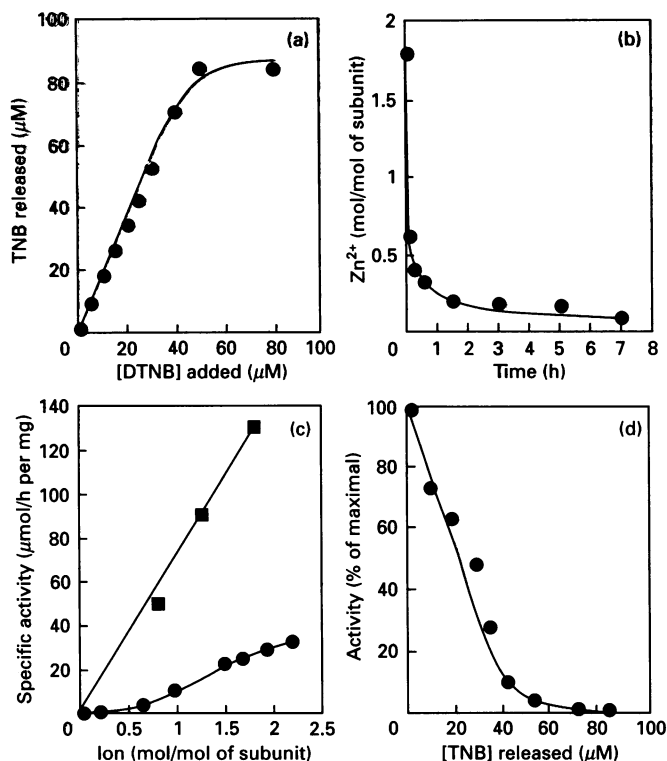 (a)
TNB released (μM)
100
80
60
40
20
0
20 40 60 80 100
[DTNB] added (μM)
(b)
Zn²⁺ (mol/mol of subunit)
2
1.5
1
0.5
0
1 2 3 4 5 6 7 8
Time (h)
(c)
Specific activity (μmol/h per mg)
140
130
120
100
80
60
40
20
0
0.5 1 1.5 2 2.5
Ion (mol/mol of subunit)
(d)
Activity (% of maximal)
100
80
60
40
20
0
20 40 60 80 100
[TNB] released (μM)